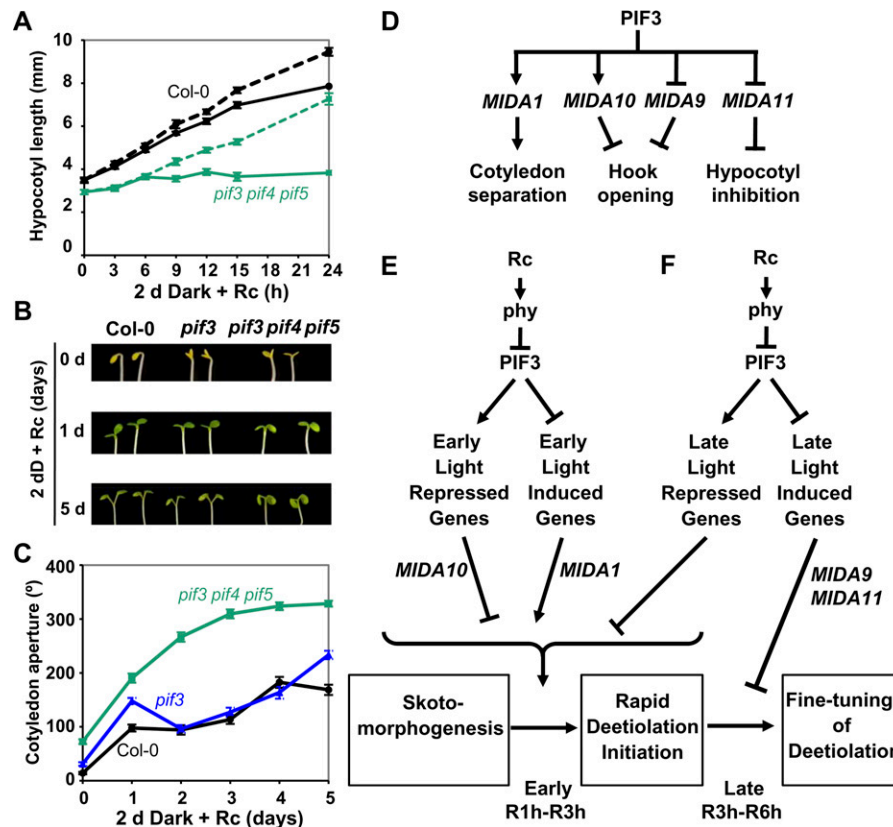 A
Hypocotyl length (mm)
10
8
6
4
2
0
Col-0
pif3 pif4 pif5
0 3 6 9 12 15 18 21 24
2 d Dark + Rc (h)
B
Col-0 pif3 pif3 pif4 pif5
2 dD + Rc (days)
0 d
1 d
5 d
C
Cotyledon aperture (º)
400
300
200
100
0
pif3 pif4 pif5
pif3
Col-0
0 1 2 3 4 5
2 d Dark + Rc (days)
D
PIF3
MIDA1 MIDA10 MIDA9 MIDA11
Cotyledon separation
Hook opening
Hypocotyl inhibition
E
Rc
phy
PIF3
Early
Light
Repressed
Genes
Early
Light
Induced
Genes
MIDA10
MIDA1
F
Rc
phy
PIF3
Late
Light
Repressed
Genes
Late
Light
Induced
Genes
MIDA9
MIDA11
Skoto-
morphogenesis
Rapid
Deetiolation
Initiation
Fine-tuning
of
Deetiolation
Early
R1h-R3h
Late
R3h-R6h